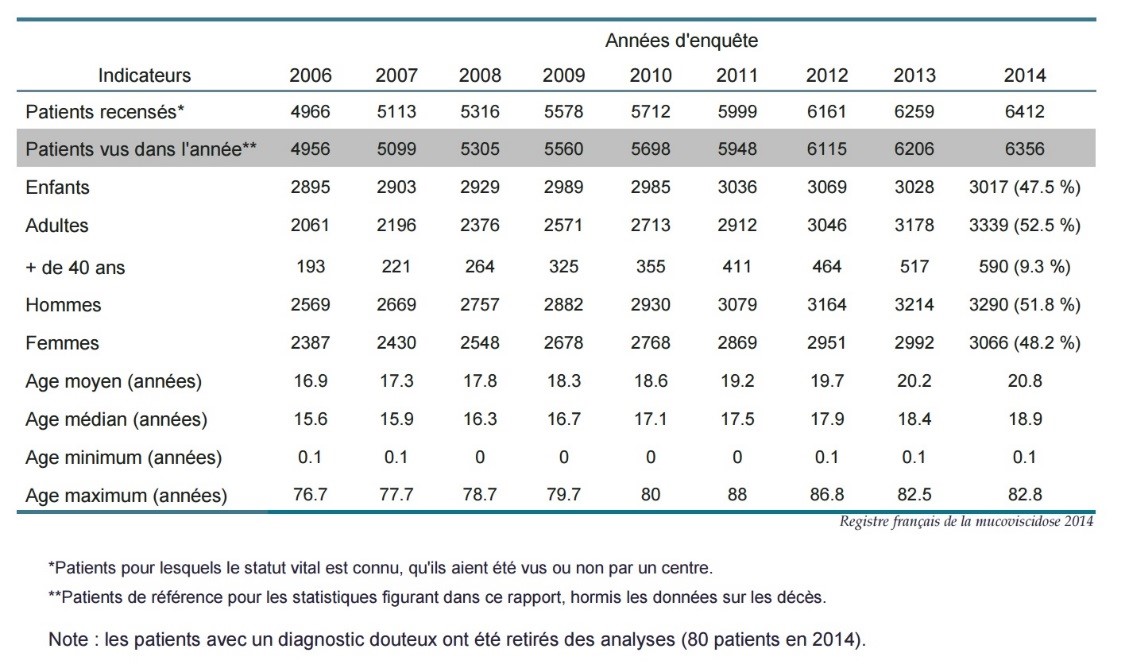 Années d'enquête
Indicateurs 2006 2007 2008 2009 2010 2011 2012 2013 2014
Patients recensés* 4966 5113 5316 5578 5712 5999 6161 6259 6412
Patients vus dans l'année** 4956 5099 5305 5560 5698 5948 6115 6206 6356
Enfants 2895 2903 2929 2989 2985 3036 3069 3028 3017 (47.5 %)
Adultes 2061 2196 2376 2571 2713 2912 3046 3178 3339 (52.5 %)
+ de 40 ans 193 221 264 325 355 411 464 517 590 (9.3 %)
Hommes 2569 2669 2757 2882 2930 3079 3164 3214 3290 (51.8 %)
Femmes 2387 2430 2548 2678 2768 2869 2951 2992 3066 (48.2 %)
Age moyen (années) 16.9 17.3 17.8 18.3 18.6 19.2 19.7 20.2 20.8
Age médian (années) 15.6 15.9 16.3 16.7 17.1 17.5 17.9 18.4 18.9
Age minimum (années) 0.1 0.1 0 0 0 0 0.1 0.1 0.1
Age maximum (années) 76.7 77.7 78.7 79.7 80 88 86.8 82.5 82.8
Registre français de la mucoviscidose 2014
*Patients pour lesquels le statut vital est connu, qu'ils aient été vus ou non par un centre.
**Patients de référence pour les statistiques figurant dans ce rapport, hormis les données sur les décès.
Note : les patients avec un diagnostic douteux ont été retirés des analyses (80 patients en 2014).